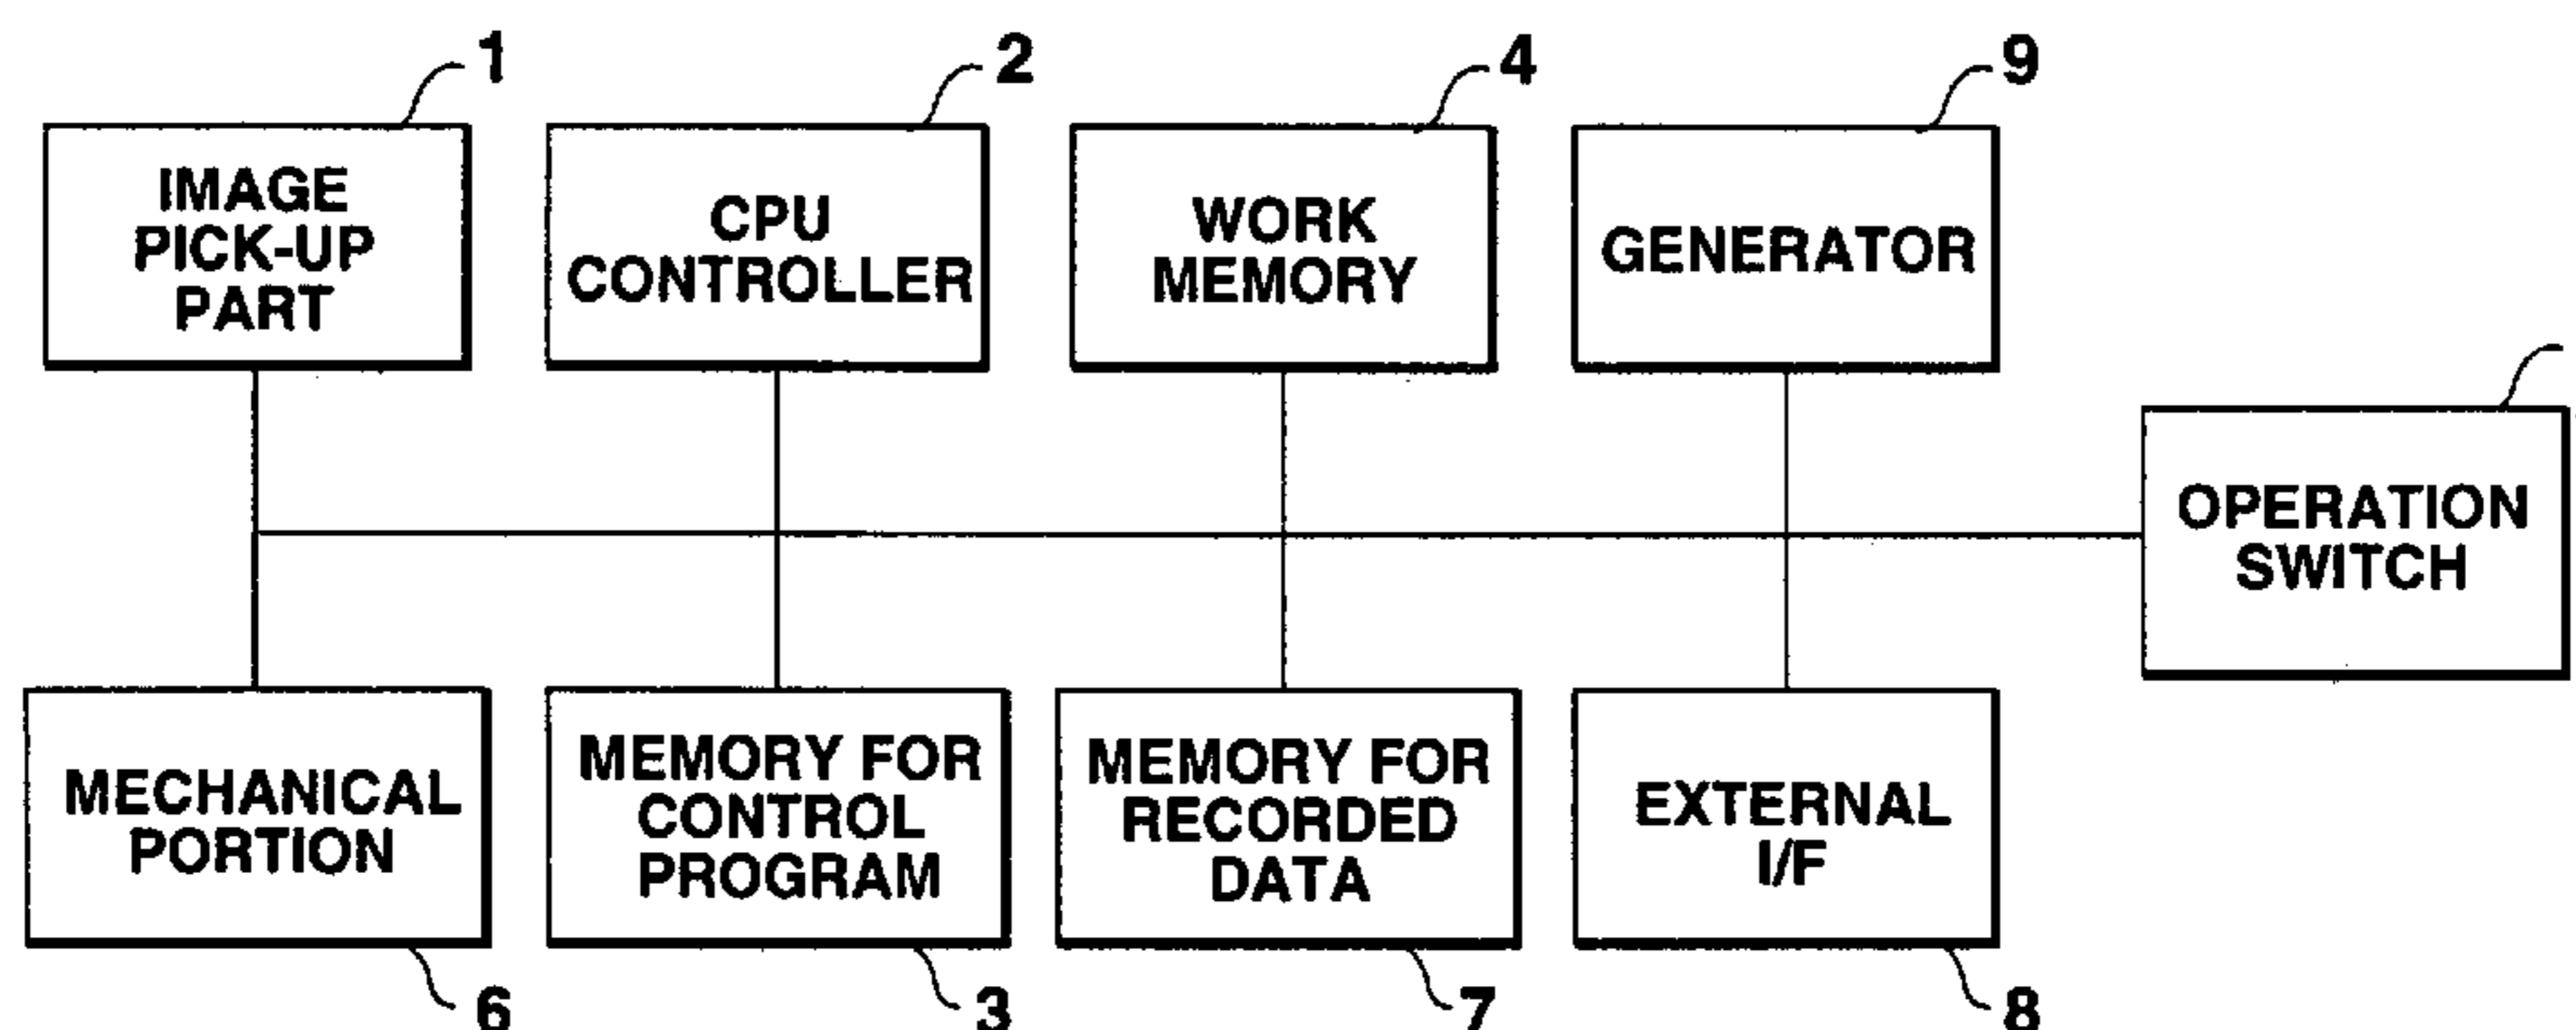 1
2
4
9
IMAGE
PICK-UP
PART
CPU
CONTROLLER
WORK
MEMORY
GENERATOR
OPERATION
SWITCH
MECHANICAL
PORTION
MEMORY FOR
CONTROL
PROGRAM
MEMORY FOR
RECORDED
DATA
EXTERNAL
I/F
6
3
7
8